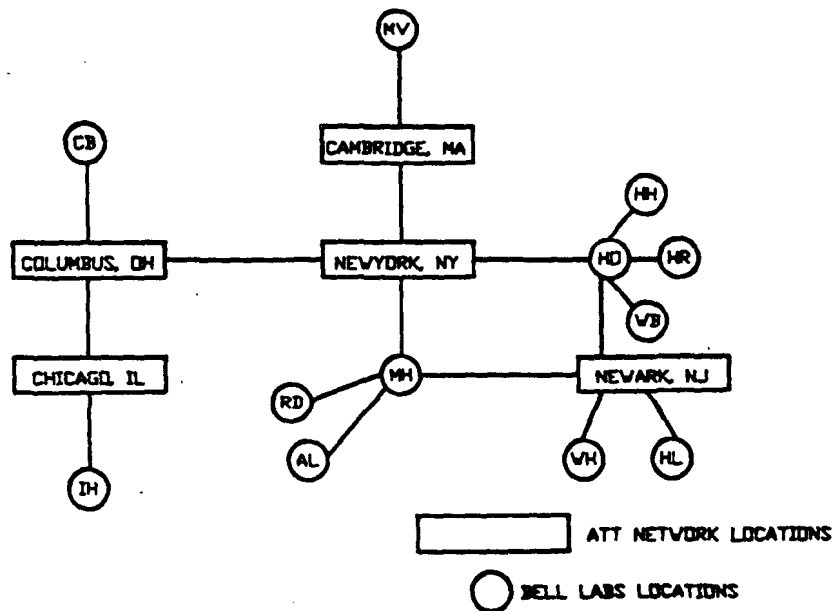 MV
CB
CAMBRIDGE, MA
HH
COLUMBUS, OH
NEWYORK, NY
HO
HR
WB
CHICAGO, IL
MH
NEWARK, NJ
RD
AL
WH
HL
IH
ATT NETWORK LOCATIONS
BELL LABS LOCATIONS